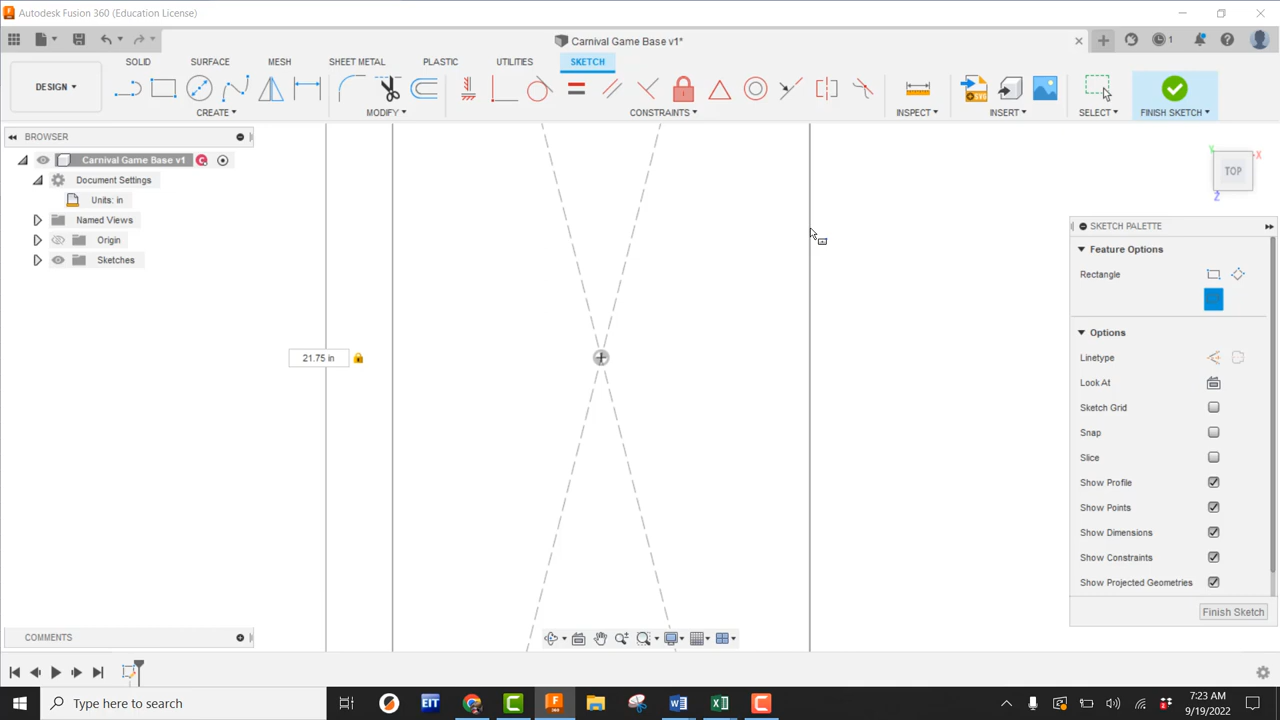 Autodesk Fusion 360 (Education License)
Carnival Game Base v1*
1
DESIGN
SOLID SURFACE MESH SHEET METAL PLASTIC UTILITIES SKETCH
CREATE MODIFY CONSTRAINTS INSPECT INSERT SELECT FINISH SKETCH
BROWSER
Carnival Game Base v1
Document Settings
Units: in
Named Views
Origin
Sketches
Y
X
TOP
Z
SKETCH PALETTE
Feature Options
Rectangle
Options
Linetype
Look At
Sketch Grid
Snap
Slice
Show Profile
Show Points
Show Dimensions
Show Constraints
Show Projected Geometries
Finish Sketch
21.75 in
COMMENTS
Type here to search
EIT
7:23 AM
9/19/2022